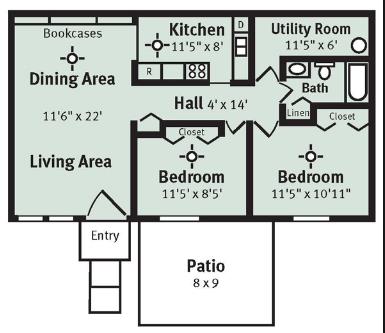 Bookcases
Dining Area
11'6" x 22'
Living Area
Kitchen
11'5" x 8'
D
R
Utility Room
11'5" x 6'
Bath
Linen
Closet
Hall 4' x 14'
Closet
Bedroom
11'5' x 8'5'
Bedroom
11'5" x 10'11"
Entry
Patio
8 x 9